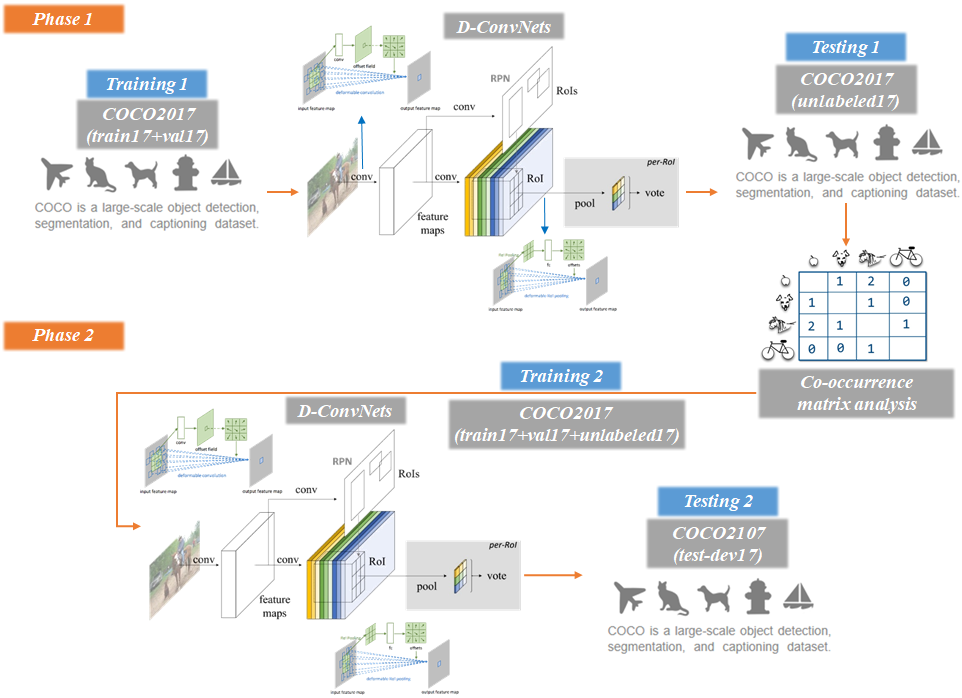 Phase 1
D-ConvNets
Testing 1
COCO2017
(unlabeled17)
Training 1
COCO2017
(train17+val17)
conv
offset field
deformable convolution
input feature map
output feature map
RPN
RoIs
conv
conv
conv
feature
maps
RoI
per-RoI
pool
vote
COCO is a large-scale object detection,
segmentation, and captioning dataset.
COCO is a large-scale object detection,
segmentation, and captioning dataset.
fc
offsets
deformable RoI pooling
input feature map
output feature map
1 2 0
1 1 0
2 1 1
0 0 1
Co-occurrence
matrix analysis
Phase 2
Training 2
COCO2017
(train17+val17+unlabeled17)
D-ConvNets
conv
offset field
deformable convolution
input feature map
output feature map
RPN
RoIs
conv
conv
conv
feature
maps
RoI
per-RoI
pool
vote
Testing 2
COCO2107
(test-dev17)
COCO is a large-scale object detection,
segmentation, and captioning dataset.
fc
offsets
deformable RoI pooling
input feature map
output feature map